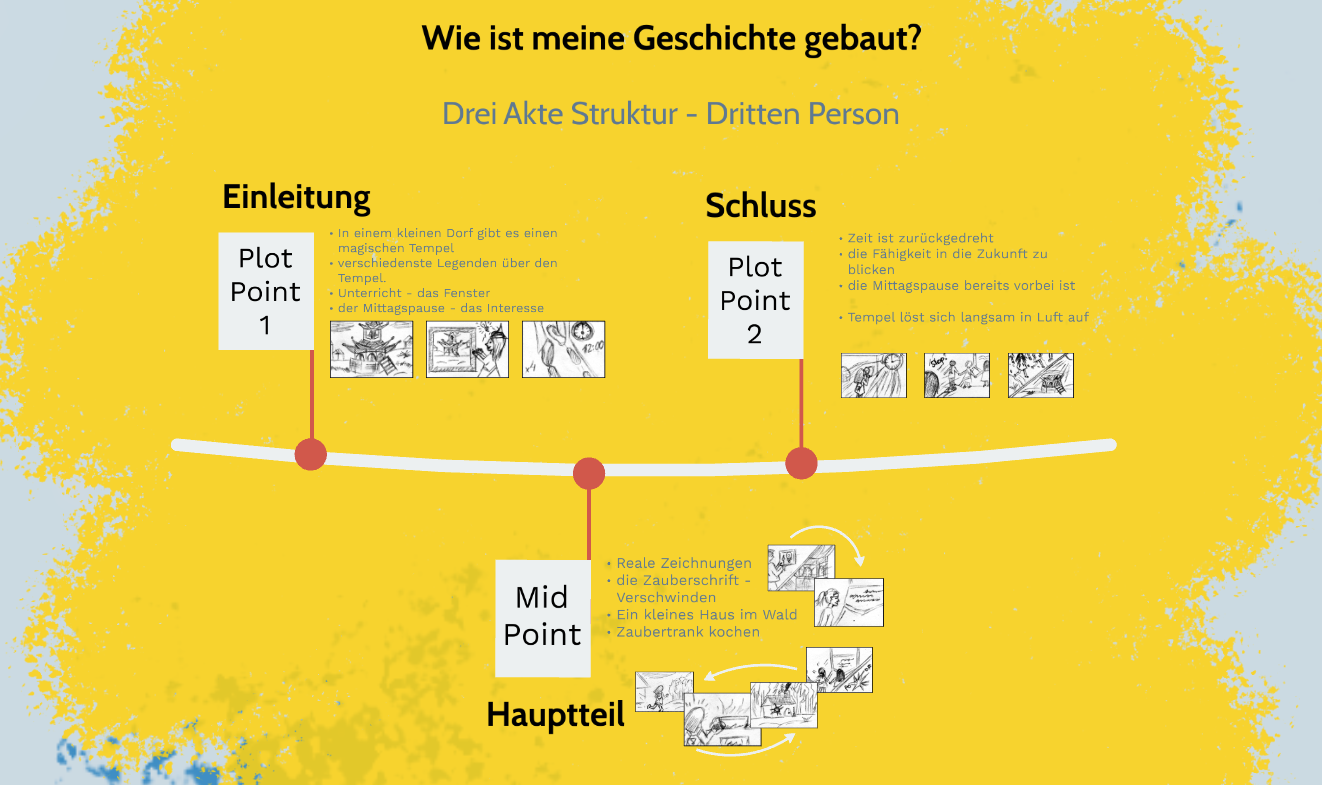 Wie ist meine Geschichte gebaut?
Drei Akte Struktur - Dritten Person
Einleitung
Plot
Point
1
• In einem kleinen Dorf gibt es einen
magischen Tempel
• verschiedenste Legenden über den
Tempel.
• Unterricht - das Fenster
• der Mittagspause - das Interesse
12:00
x4
Schluss
Plot
Point
2
• Zeit ist zurückgedreht
• die Fähigkeit in die Zukunft zu
blicken
• die Mittagspause bereits vorbei ist
• Tempel löst sich langsam in Luft auf
Stop!
Mid
Point
• Reale Zeichnungen
• die Zauberschrift -
Verschwinden
• Ein kleines Haus im Wald
• Zaubertrank kochen
Hauptteil